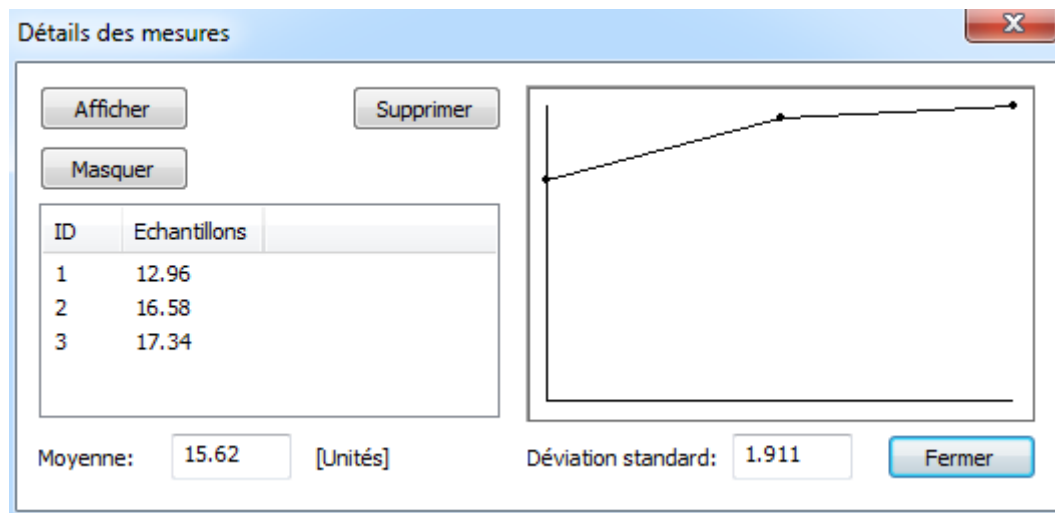 Détails des mesures
Afficher
Supprimer
Masquer
ID Echantillons
1 12.96
2 16.58
3 17.34
Moyenne: 15.62 [Unités] Déviation standard: 1.911 Fermer